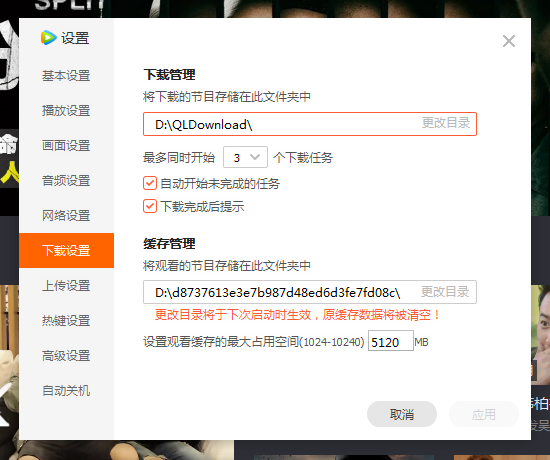 SPLIT
设置
基本设置
播放设置
画面设置
音频设置
网络设置
下载设置
上传设置
热键设置
高级设置
自动关机
下载管理
将下载的节目存储在此文件夹中
D:\QLDownload\ 更改目录
最多同时开始 3 个下载任务
自动开始未完成的任务
下载完成后提示
缓存管理
将观看的节目存储在此文件夹中
D:\d8737613e3e7b987d48ed6d3fe7fd08c\ 更改目录
更改目录将于下次启动时生效，原缓存数据将被清空！
设置观看缓存的最大占用空间(1024-10240) 5120 MB
取消 应用
人